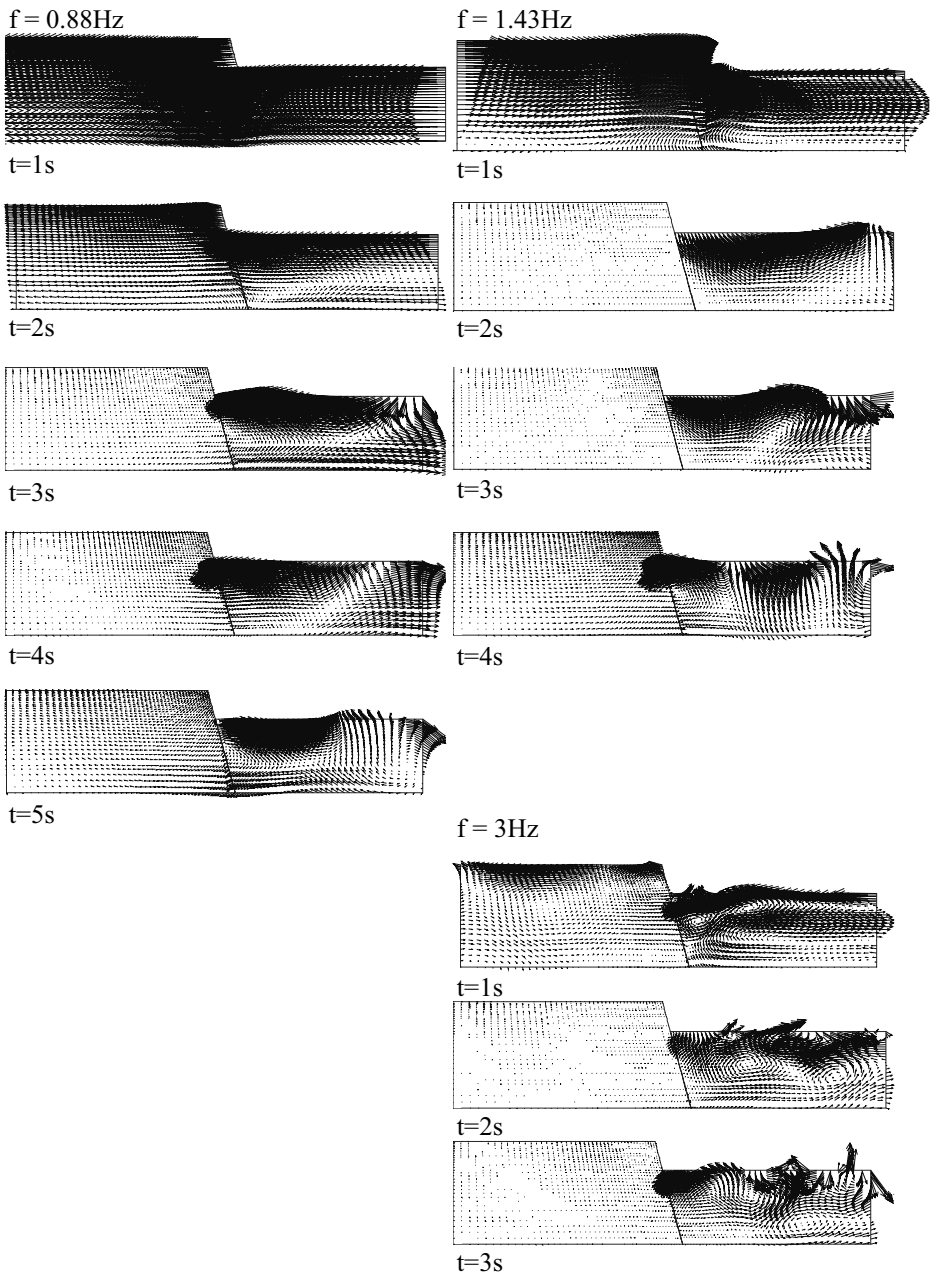 f = 0.88Hz
t=1s
t=2s
t=3s
t=4s
t=5s
f = 1.43Hz
t=1s
t=2s
t=3s
t=4s
f = 3Hz
t=1s
t=2s
t=3s